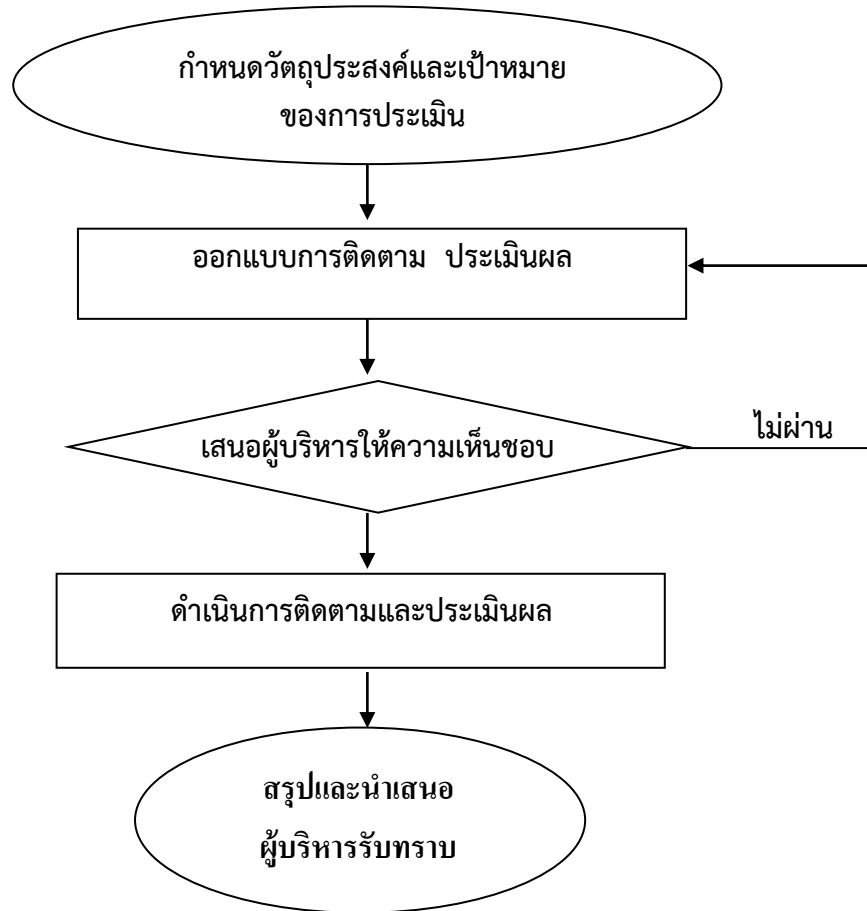 กำหนดวัตถุประสงค์และเป้าหมาย
ของการประเมิน
ออกแบบการติดตาม ประเมินผล
เสนอผู้บริหารให้ความเห็นชอบ
ไม่ผ่าน
ดำเนินการติดตามและประเมินผล
สรุปและนำเสนอ
ผู้บริหารรับทราบ